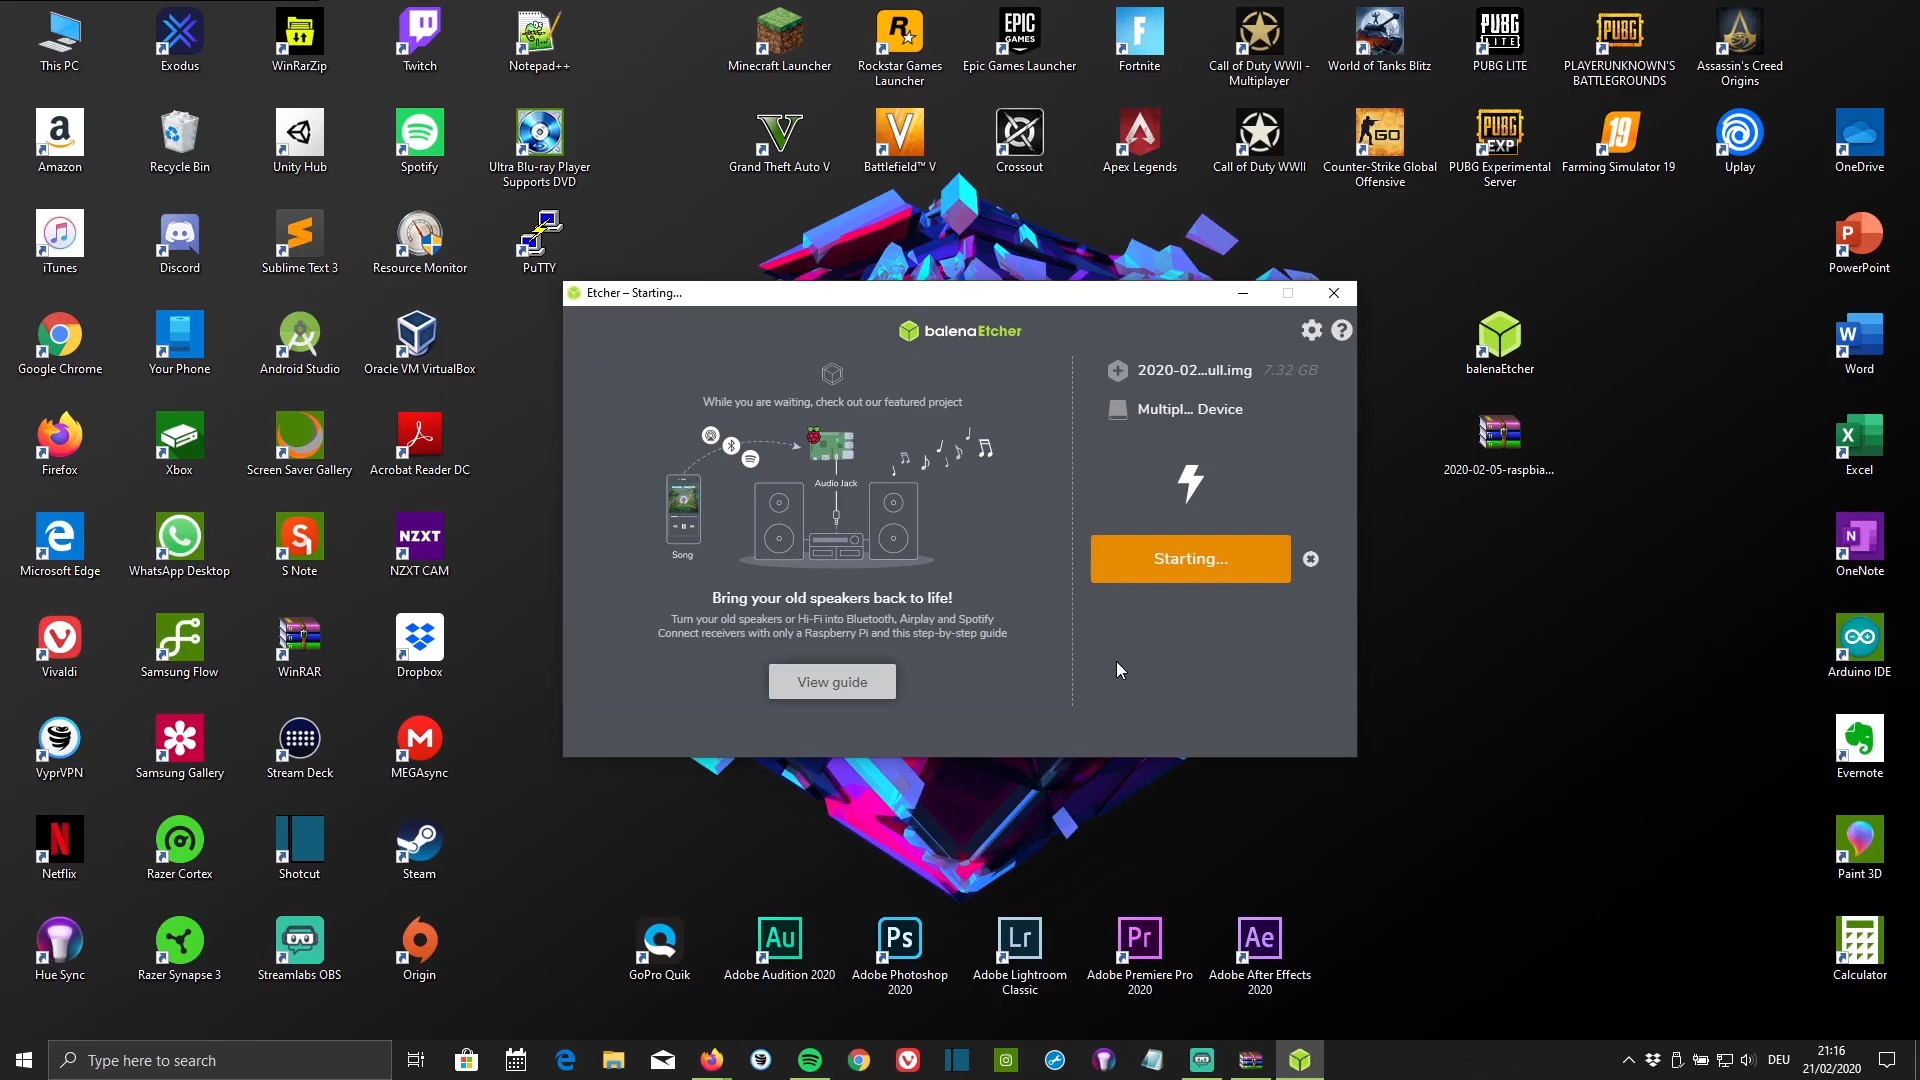 This PC
Exodus
WinRarZip
Twitch
Notepad++
Minecraft Launcher
Rockstar Games
Launcher
Epic Games Launcher
Fortnite
Call of Duty WWII -
Multiplayer
World of Tanks Blitz
PUBG LITE
PLAYERUNKNOWN'S
BATTLEGROUNDS
Assassin's Creed
Origins
Amazon
Recycle Bin
Unity Hub
Spotify
Ultra Blu-ray Player
Supports DVD
Grand Theft Auto V
Battlefield™ V
Crossout
Apex Legends
Call of Duty WWII
Counter-Strike Global
Offensive
PUBG Experimental
Server
Farming Simulator 19
Uplay
OneDrive
iTunes
Discord
Sublime Text 3
Resource Monitor
PuTTY
PowerPoint
Etcher – Starting...
balenaEtcher
While you are waiting, check out our featured project
Audio Jack
Song
Bring your old speakers back to life!
Turn your old speakers or Hi-Fi into Bluetooth, Airplay and Spotify
Connect receivers with only a Raspberry Pi and this step-by-step guide
View guide
2020-02...ull.img 7.32 GB
Multipl... Device
Starting...
Google Chrome
Your Phone
Android Studio
Oracle VM VirtualBox
balenaEtcher
Word
Firefox
Xbox
Screen Saver Gallery
Acrobat Reader DC
2020-02-05-raspbia...
Excel
Microsoft Edge
WhatsApp Desktop
S Note
NZXT
NZXT CAM
OneNote
Vivaldi
Samsung Flow
WinRAR
Dropbox
Arduino IDE
VyprVPN
Samsung Gallery
Stream Deck
MEGAsync
Evernote
Netflix
Razer Cortex
Shotcut
Steam
Paint 3D
Hue Sync
Razer Synapse 3
Streamlabs OBS
Origin
GoPro Quik
Adobe Audition 2020
Adobe Photoshop
2020
Adobe Lightroom
Classic
Adobe Premiere Pro
2020
Adobe After Effects
2020
Calculator
Type here to search
DEU
21:16
21/02/2020